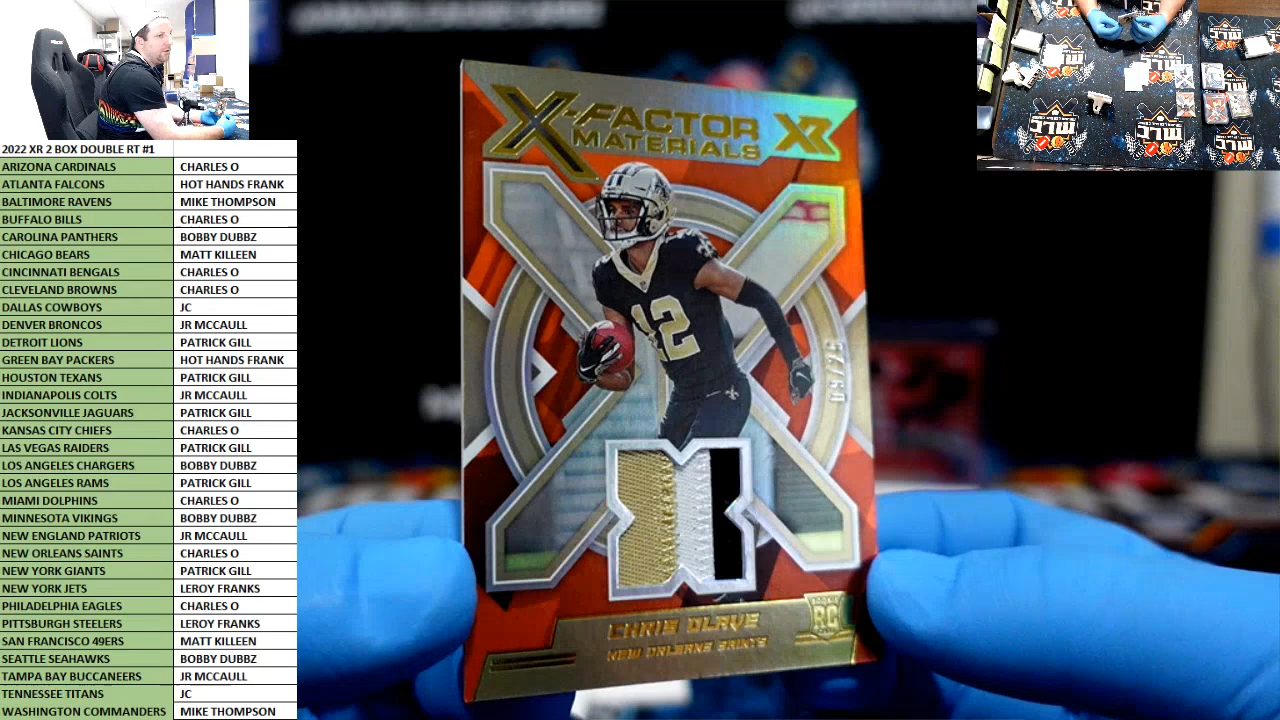 2022 XR 2 BOX DOUBLE RT #1
ARIZONA CARDINALS CHARLES O
ATLANTA FALCONS HOT HANDS FRANK
BALTIMORE RAVENS MIKE THOMPSON
BUFFALO BILLS CHARLES O
CAROLINA PANTHERS BOBBY DUBBZ
CHICAGO BEARS MATT KILLEEN
CINCINNATI BENGALS CHARLES O
CLEVELAND BROWNS CHARLES O
DALLAS COWBOYS JC
DENVER BRONCOS JR MCCAULL
DETROIT LIONS PATRICK GILL
GREEN BAY PACKERS HOT HANDS FRANK
HOUSTON TEXANS PATRICK GILL
INDIANAPOLIS COLTS JR MCCAULL
JACKSONVILLE JAGUARS PATRICK GILL
KANSAS CITY CHIEFS CHARLES O
LAS VEGAS RAIDERS PATRICK GILL
LOS ANGELES CHARGERS BOBBY DUBBZ
LOS ANGELES RAMS PATRICK GILL
MIAMI DOLPHINS CHARLES O
MINNESOTA VIKINGS BOBBY DUBBZ
NEW ENGLAND PATRIOTS JR MCCAULL
NEW ORLEANS SAINTS CHARLES O
NEW YORK GIANTS PATRICK GILL
NEW YORK JETS LEROY FRANKS
PHILADELPHIA EAGLES CHARLES O
PITTSBURGH STEELERS LEROY FRANKS
SAN FRANCISCO 49ERS MATT KILLEEN
SEATTLE SEAHAWKS BOBBY DUBBZ
TAMPA BAY BUCCANEERS JR MCCAULL
TENNESSEE TITANS JC
WASHINGTON COMMANDERS MIKE THOMPSON
X-FACTOR
MATERIALS
XR
12
12
09/25
CHRIS OLAVE
NEW ORLEANS SAINTS
RC